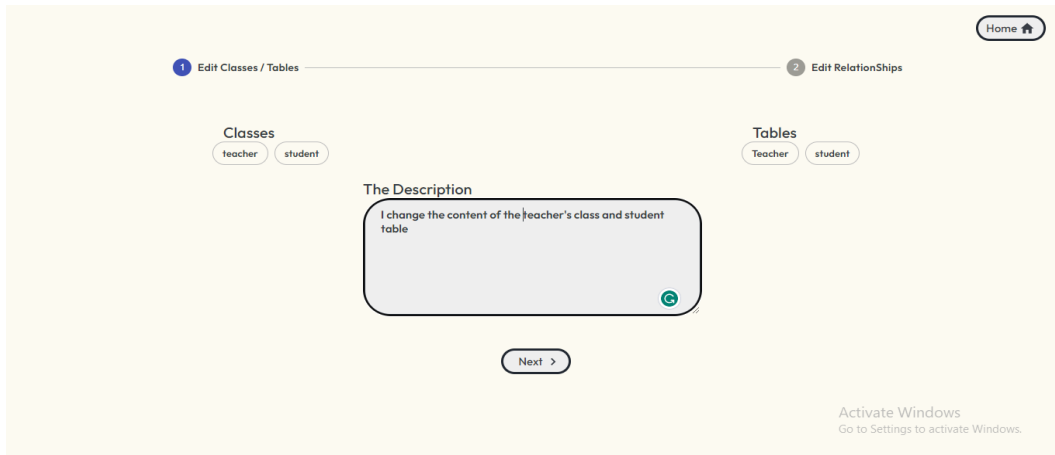 Home
1 Edit Classes / Tables
2 Edit RelationShips
Classes
teacher student
Tables
Teacher student
The Description
I change the content of the teacher's class and student
table
Next
Activate Windows
Go to Settings to activate Windows.